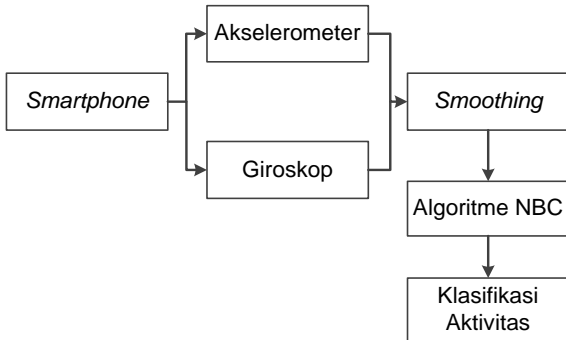 Akselerometer
Smartphone
Smoothing
Giroskop
Algoritme NBC
Klasifikasi
Aktivitas